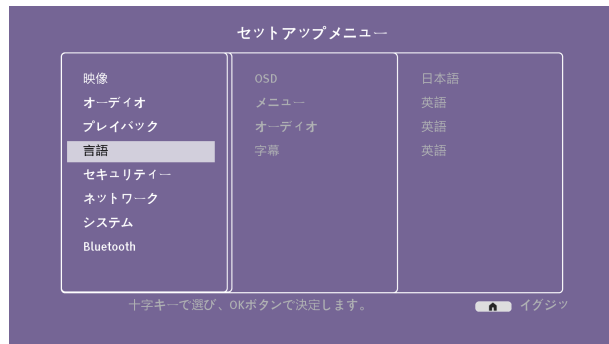 セットアップメニュー
映像
オーディオ
プレイバック
言語
セキュリティー
ネットワーク
システム
Bluetooth
OSD
メニュー
オーディオ
字幕
日本語
英語
英語
英語
十字キーで選び、OKボタンで決定します。
イグジッ